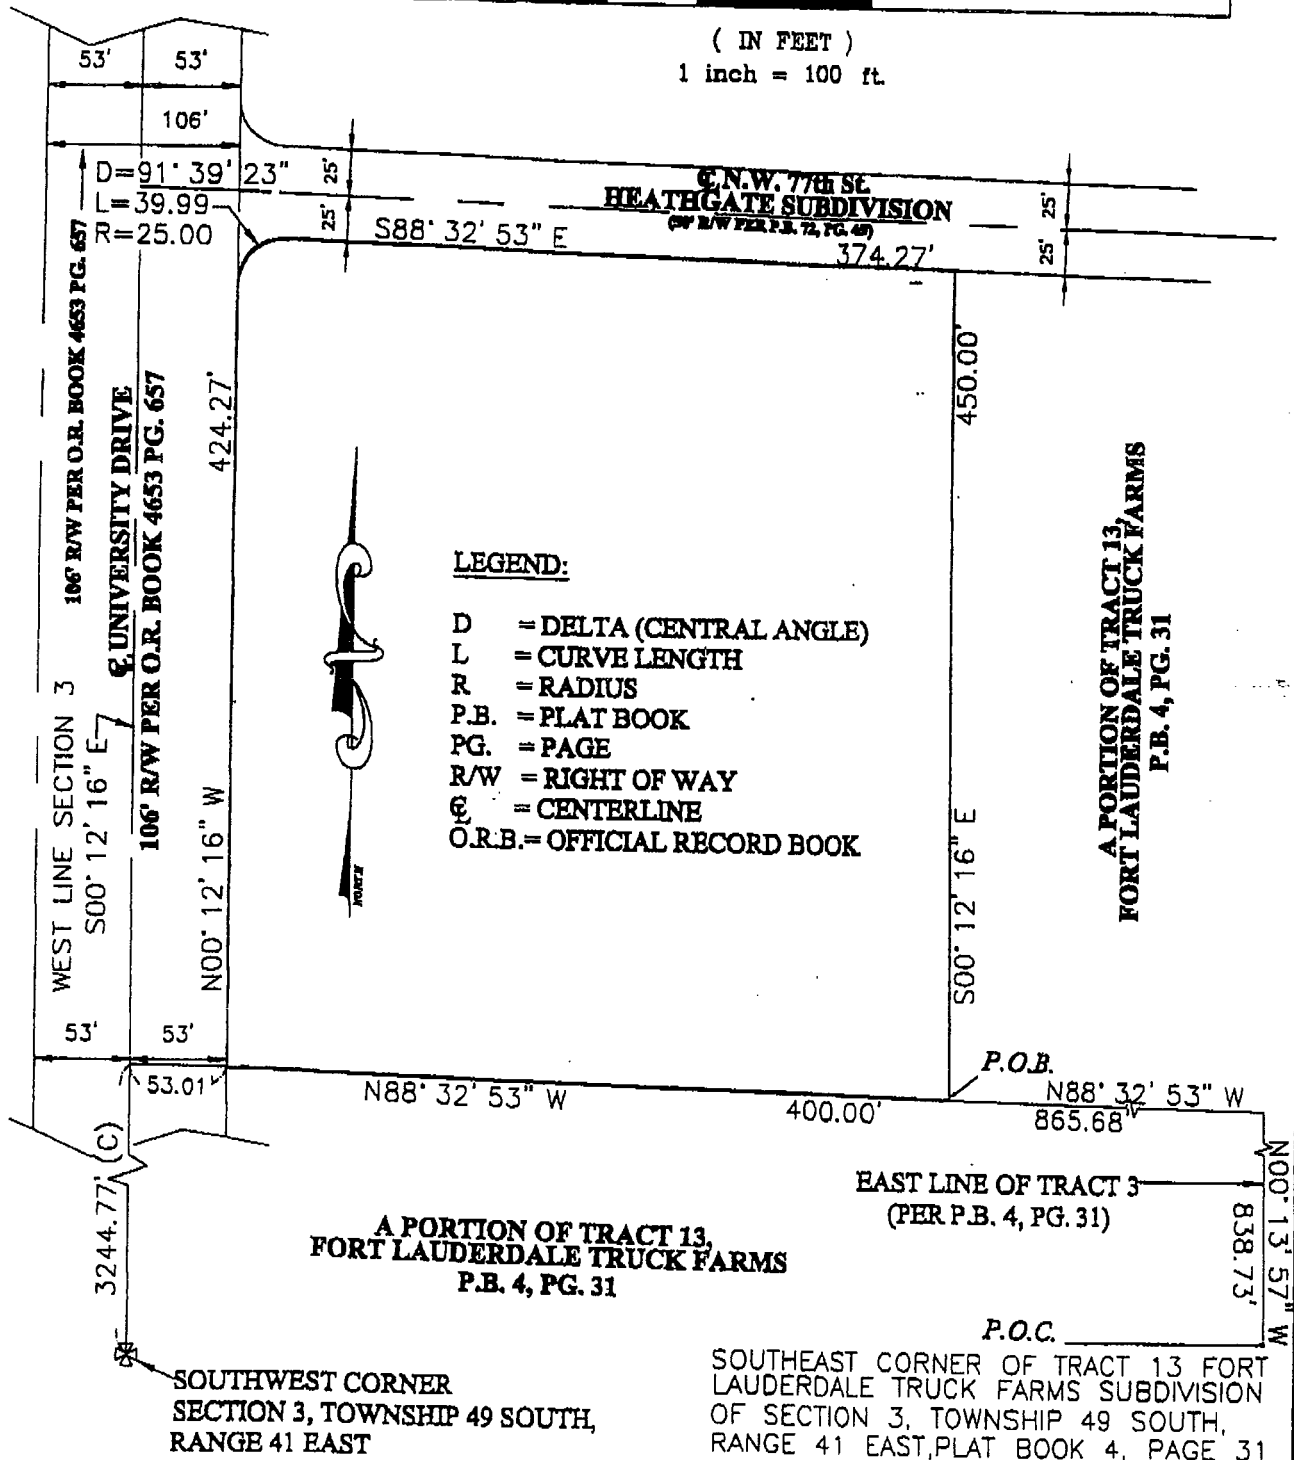 ( IN FEET )
1 inch = 100 ft.
53'
53'
106'
D=91° 39' 23"
L=39.99
R=25.00
25'
25'
S88° 32' 53" E
℄ N.W. 77th St.
HEATHGATE SUBDIVISION
(50' R/W PER P.B. 72, PG. 49)
374.27'
25'
25'
106' R/W PER O.R. BOOK 4653 PG. 657
℄ UNIVERSITY DRIVE
106' R/W PER O.R. BOOK 4653 PG. 657
424.27'
450.00'
WEST LINE SECTION 3
S00° 12' 16" E
N00° 12' 16" W
NORTH
LEGEND:
D = DELTA (CENTRAL ANGLE)
L = CURVE LENGTH
R = RADIUS
P.B. = PLAT BOOK
PG. = PAGE
R/W = RIGHT OF WAY
℄ = CENTERLINE
O.R.B.= OFFICIAL RECORD BOOK
S00° 12' 16" E
A PORTION OF TRACT 13,
FORT LAUDERDALE TRUCK FARMS
P.B. 4, PG. 31
53'
53'
53.01'
N88° 32' 53" W
400.00'
P.O.B.
N88° 32' 53" W
865.68'
3244.77' (C)
EAST LINE OF TRACT 3
(PER P.B. 4, PG. 31)
N00° 13' 57" W
838.73'
A PORTION OF TRACT 13,
FORT LAUDERDALE TRUCK FARMS
P.B. 4, PG. 31
P.O.C.
SOUTHWEST CORNER
SECTION 3, TOWNSHIP 49 SOUTH,
RANGE 41 EAST
SOUTHEAST CORNER OF TRACT 13 FORT
LAUDERDALE TRUCK FARMS SUBDIVISION
OF SECTION 3, TOWNSHIP 49 SOUTH,
RANGE 41 EAST,PLAT BOOK 4, PAGE 31